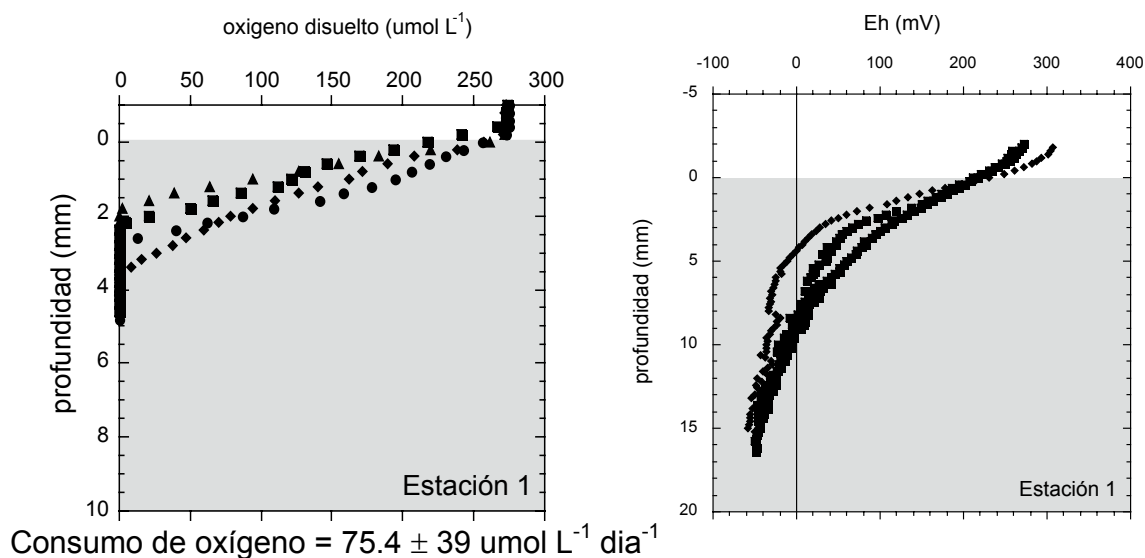 oxigeno disuelto (umol L-1)
0 50 100 150 200 250 300
0
2
4
6
8
10
profundidad (mm)
Estación 1
Eh (mV)
-100 0 100 200 300 400
-5
0
5
10
15
20
profundidad (mm)
Estación 1
Consumo de oxígeno = 75.4 ± 39 umol L-1 dia-1